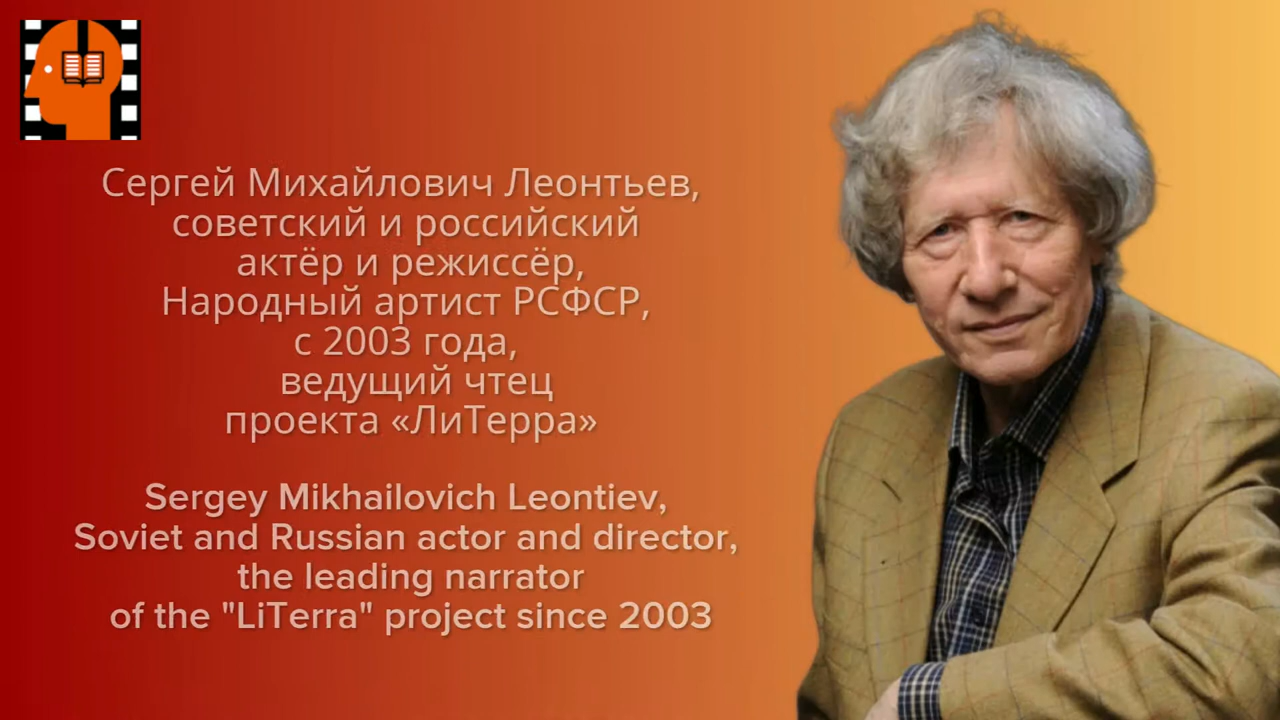 Сергей Михайлович Леонтьев,
советский и российский
актёр и режиссёр,
Народный артист РСФСР,
с 2003 года,
ведущий чтец
проекта «ЛиТерра»
Sergey Mikhailovich Leontiev,
Soviet and Russian actor and director,
the leading narrator
of the "LiTerra" project since 2003